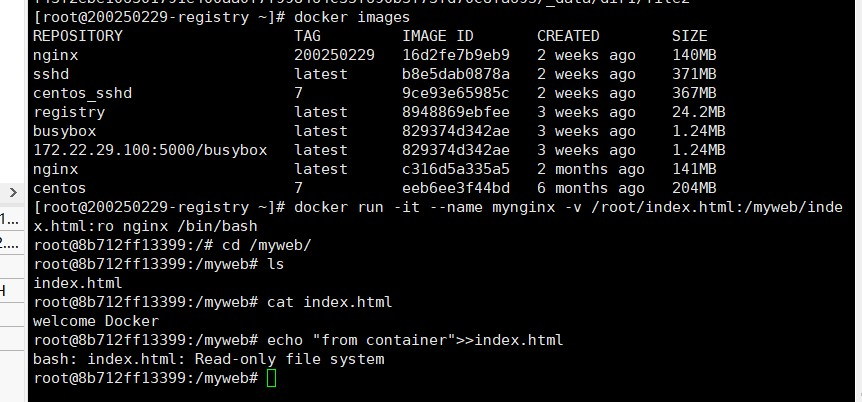 [root@200250229-registry ~]# docker images
REPOSITORY TAG IMAGE ID CREATED SIZE
nginx 200250229 16d2fe7b9eb9 2 weeks ago 140MB
sshd latest b8e5dab0878a 2 weeks ago 371MB
centos_sshd 7 9ce93e65985c 2 weeks ago 367MB
registry latest 8948869ebfee 3 weeks ago 24.2MB
busybox latest 829374d342ae 3 weeks ago 1.24MB
172.22.29.100:5000/busybox latest 829374d342ae 3 weeks ago 1.24MB
nginx latest c316d5a335a5 2 months ago 141MB
centos 7 eeb6ee3f44bd 6 months ago 204MB
[root@200250229-registry ~]# docker run -it --name mynginx -v /root/index.html:/myweb/inde
x.html:ro nginx /bin/bash
root@8b712ff13399:/# cd /myweb/
root@8b712ff13399:/myweb# ls
index.html
root@8b712ff13399:/myweb# cat index.html
welcome Docker
root@8b712ff13399:/myweb# echo "from container">>index.html
bash: index.html: Read-only file system
root@8b712ff13399:/myweb#
1...
2....
H